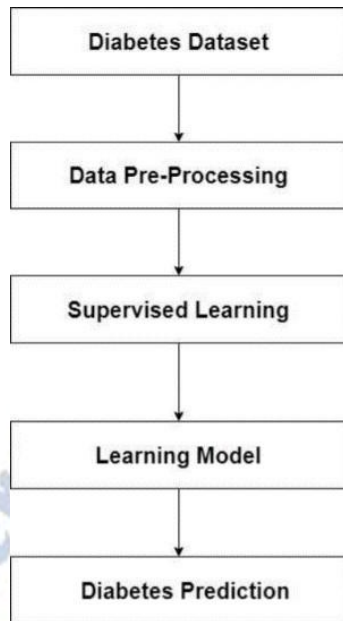 Diabetes Dataset
Data Pre-Processing
Supervised Learning
Learning Model
Diabetes Prediction